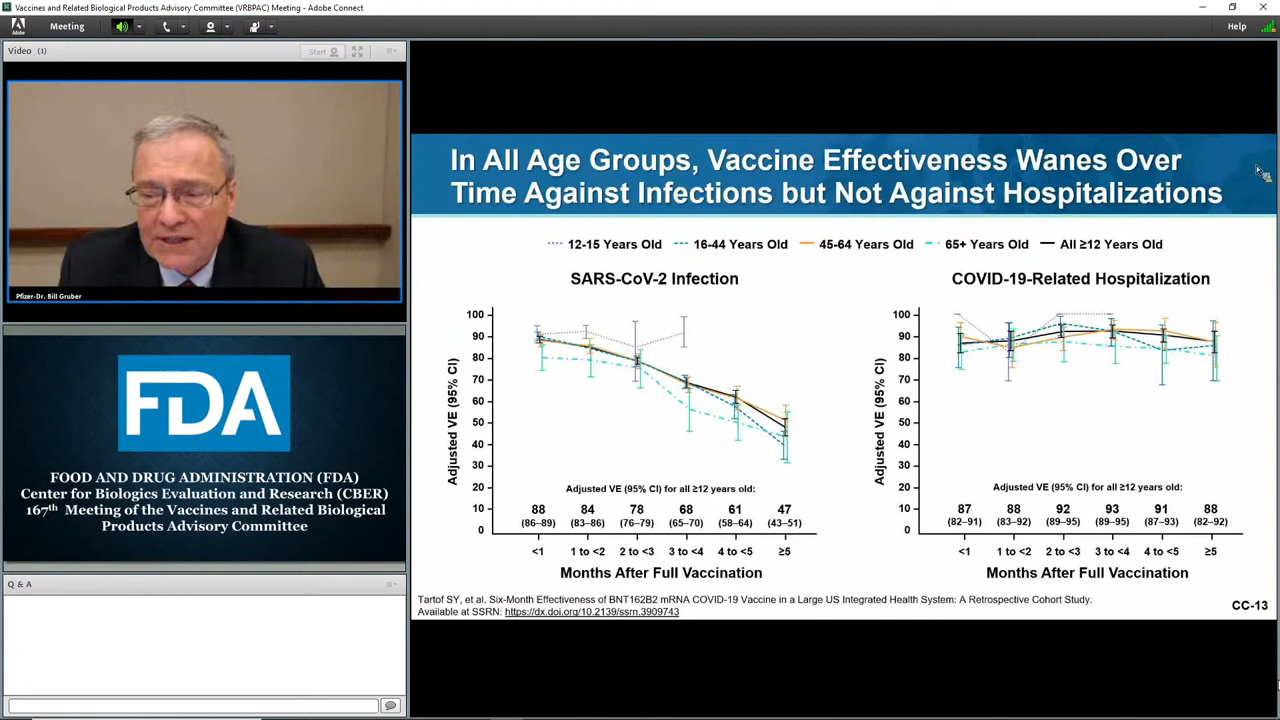 Vaccines and Related Biological Products Advisory Committee (VRBPAC) Meeting - Adobe Connect
Adobe
Meeting
Help
Video (1)
Start
Pfizer-Dr. Bill Gruber
FDA
FOOD AND DRUG ADMINISTRATION (FDA)
Center for Biologics Evaluation and Research (CBER)
167th Meeting of the Vaccines and Related Biological
Products Advisory Committee
Q & A
In All Age Groups, Vaccine Effectiveness Wanes Over
Time Against Infections but Not Against Hospitalizations
12-15 Years Old 16-44 Years Old 45-64 Years Old 65+ Years Old All ≥12 Years Old
SARS-CoV-2 Infection
Adjusted VE (95% CI)
100
90
80
70
60
50
40
30
20
10
0
Adjusted VE (95% CI) for all ≥12 years old:
88 84 78 68 61 47
(86–89) (83–86) (76–79) (65–70) (58–64) (43–51)
<1 1 to <2 2 to <3 3 to <4 4 to <5 ≥5
Months After Full Vaccination
COVID-19-Related Hospitalization
Adjusted VE (95% CI)
100
90
80
70
60
50
40
30
20
10
0
Adjusted VE (95% CI) for all ≥12 years old:
87 88 92 93 91 88
(82–91) (83–92) (89–95) (89–95) (87–93) (82–92)
<1 1 to <2 2 to <3 3 to <4 4 to <5 ≥5
Months After Full Vaccination
Tartof SY, et al. Six-Month Effectiveness of BNT162B2 mRNA COVID-19 Vaccine in a Large US Integrated Health System: A Retrospective Cohort Study.
Available at SSRN: https://dx.doi.org/10.2139/ssrn.3909743
CC-13